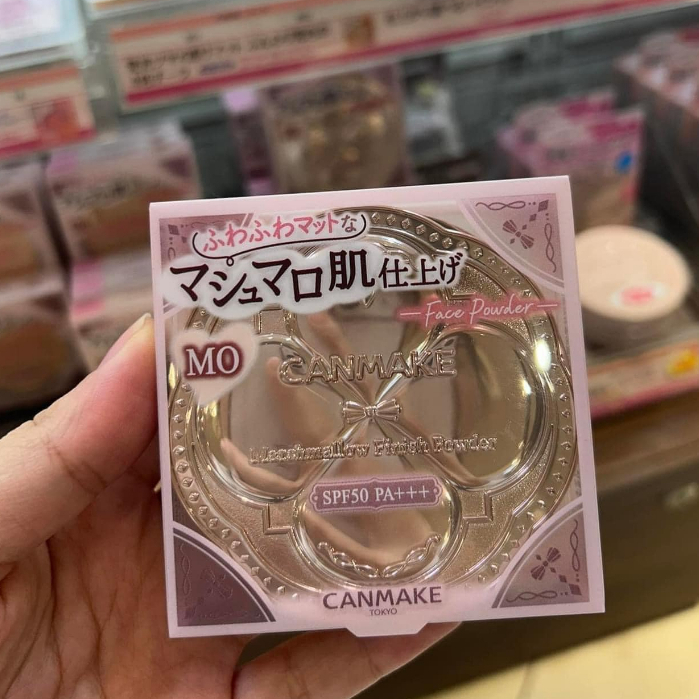 ふわふわマットな
マシュマロ肌仕上げ
Face Powder
MO
CANMAKE
Marshmallow Finish Powder
SPF50 PA+++
CANMAKE
TOKYO